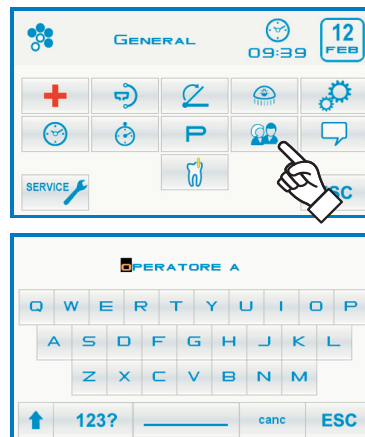 GENERAL
09:39
12
FEB
P
SERVICE
ESC
OPERATORE A
Q W E R T Y U I O P
A S D F G H J K L
Z X C V B N M
123? canc ESC